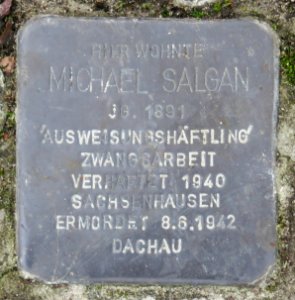 HIER WOHNTE
MICHAEL SALGAN
JG. 1891
'AUSWEISUNGSHÄFTLING'
ZWANGSARBEIT
VERHAFTET 1940
SACHSENHAUSEN
ERMORDET 8.6.1942
DACHAU